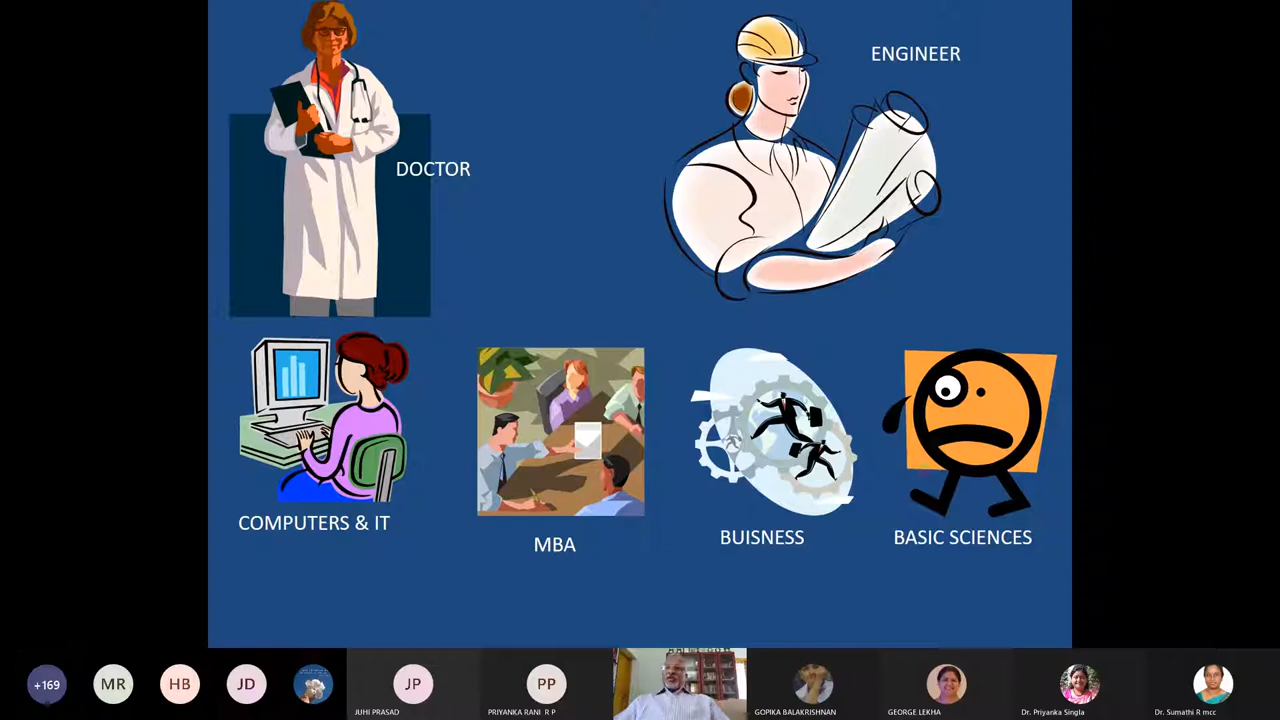 ENGINEER
DOCTOR
COMPUTERS & IT
MBA
BUISNESS
BASIC SCIENCES
+169
MR
HB
JD
JP
JUHI PRASAD
PP
PRIYANKA RANI R P
GOPIKA BALAKRISHNAN
GEORGE LEKHA
Dr. Priyanka Singla
Dr. Sumathi R mcc